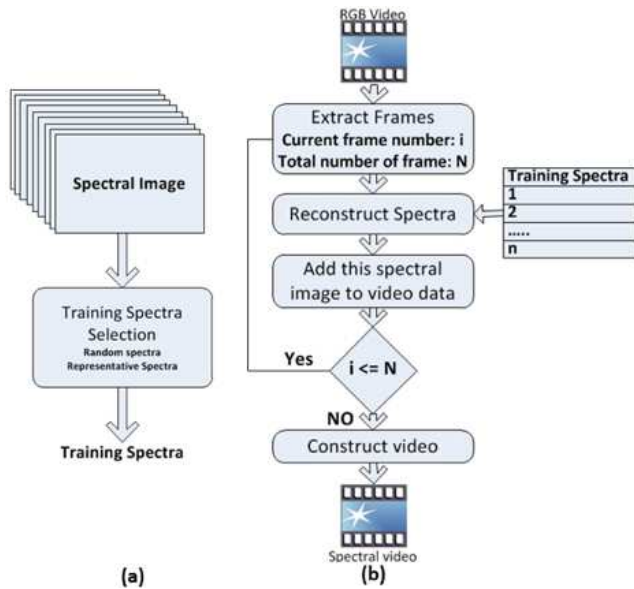 Spectral Image
Training Spectra
Selection
Random spectra
Representative Spectra
Training Spectra
(a)
RGB Video
Extract Frames
Current frame number: i
Total number of frame: N
Reconstruct Spectra
Training Spectra
1
2
.....
n
Add this spectral
image to video data
Yes
i <= N
NO
Construct video
Spectral video
(b)